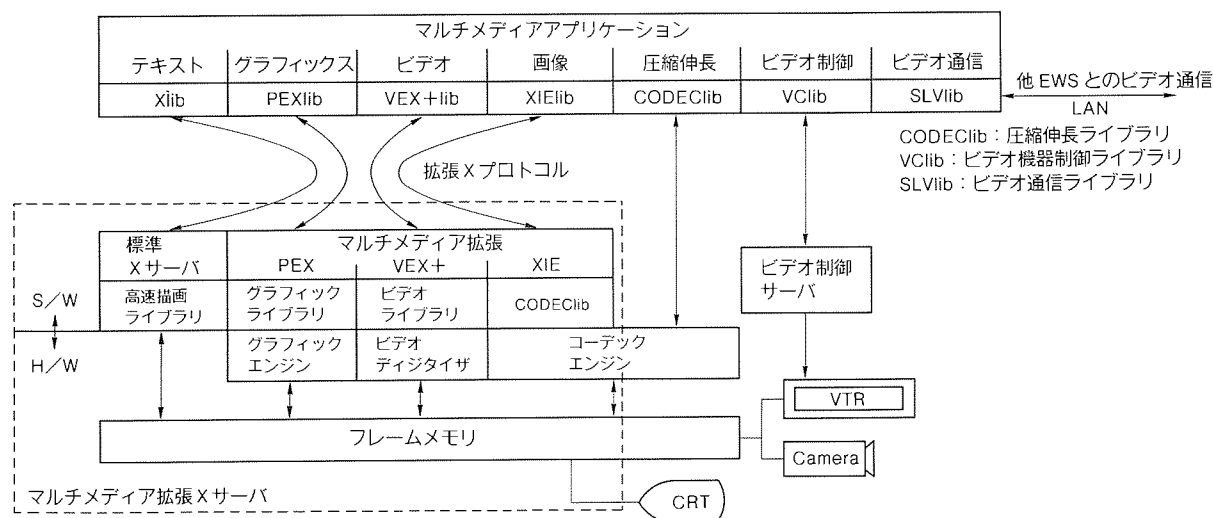 マルチメディアアプリケーション
テキスト グラフィックス ビデオ 画像 圧縮伸長 ビデオ制御 ビデオ通信
Xlib PEXlib VEX+lib XIElib CODEClib VClib SLVlib
他EWSとのビデオ通信
LAN
CODEClib：圧縮伸長ライブラリ
VClib：ビデオ機器制御ライブラリ
SLVlib：ビデオ通信ライブラリ
拡張Xプロトコル
標準
Xサーバ
マルチメディア拡張
PEX VEX+ XIE
高速描画
ライブラリ
グラフィック
ライブラリ
ビデオ
ライブラリ
CODEClib
ビデオ制御
サーバ
S／W
H／W
グラフィック
エンジン
ビデオ
ディジタイザ
コーデック
エンジン
VTR
フレームメモリ
Camera
マルチメディア拡張Xサーバ
CRT